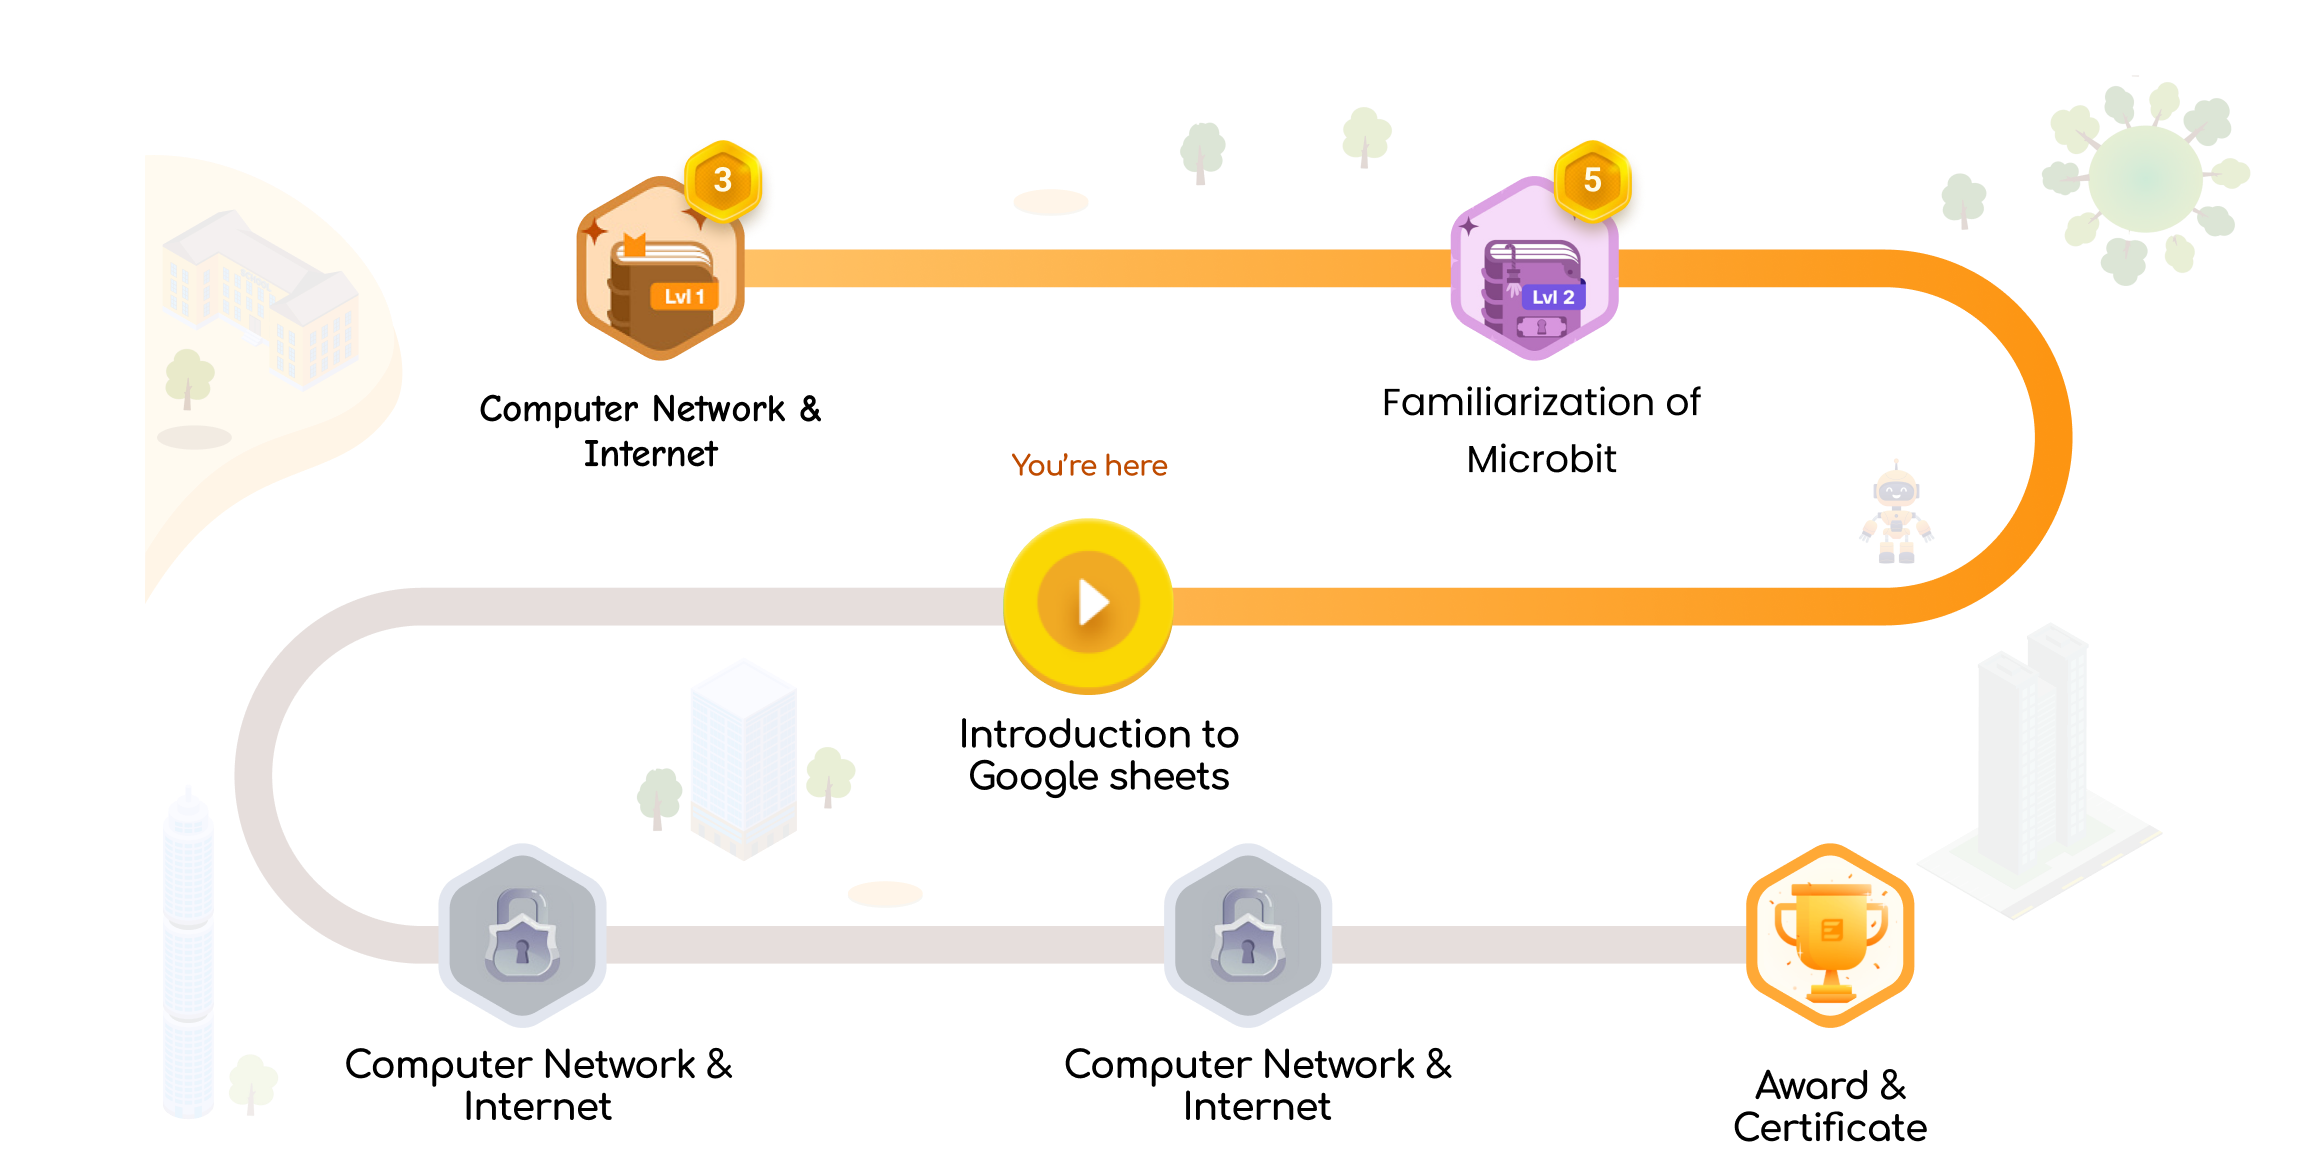 3
5
Lvl 1
Lvl 2
Computer Network &
Internet
Familiarization of
Microbit
You're here
Introduction to
Google sheets
Computer Network &
Internet
Computer Network &
Internet
Award &
Certificate